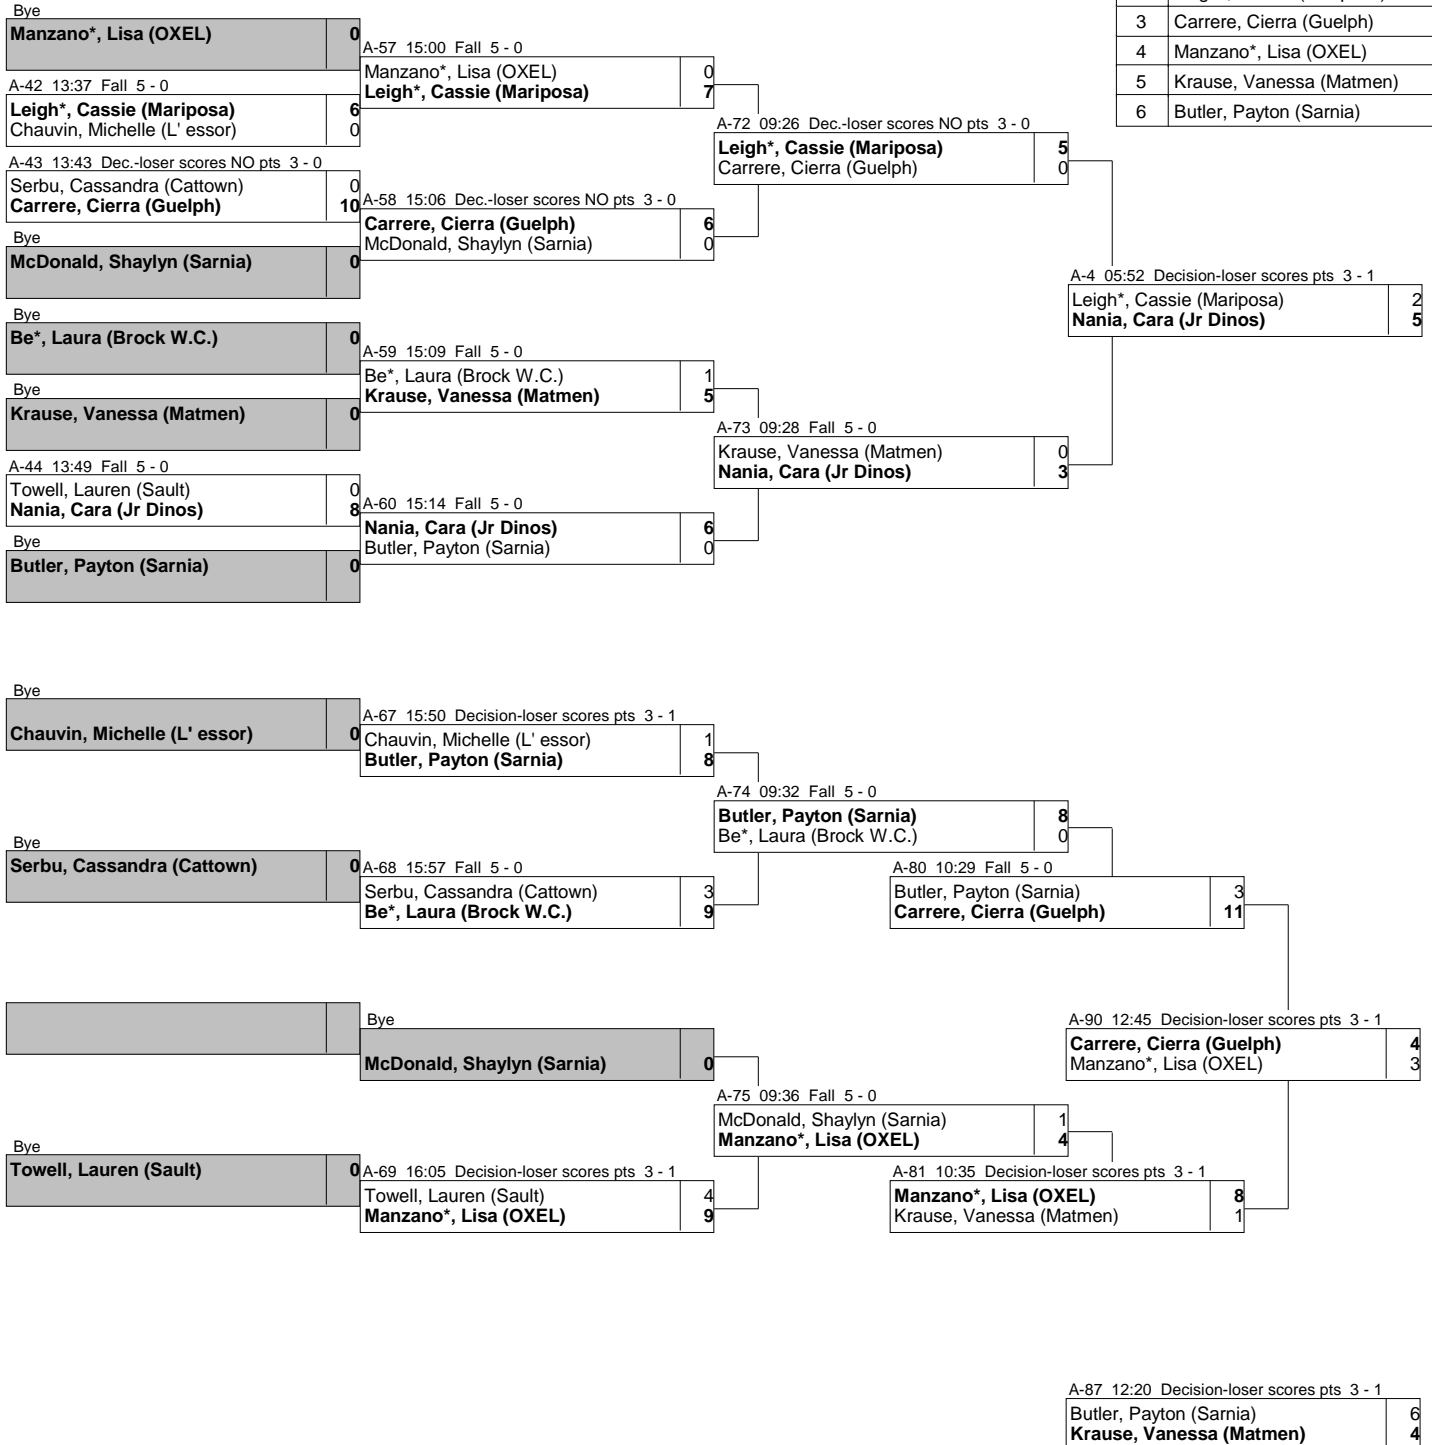 3 Carrere, Cierra (Guelph)
4 Manzano*, Lisa (OXEL)
5 Krause, Vanessa (Matmen)
6 Butler, Payton (Sarnia)
Bye
Manzano*, Lisa (OXEL) 0
A-42 13:37 Fall 5 - 0
Leigh*, Cassie (Mariposa) 6
Chauvin, Michelle (L' essor) 0
A-43 13:43 Dec.-loser scores NO pts 3 - 0
Serbu, Cassandra (Cattown) 0
Carrere, Cierra (Guelph) 10
Bye
McDonald, Shaylyn (Sarnia) 0
Bye
Be*, Laura (Brock W.C.) 0
Bye
Krause, Vanessa (Matmen) 0
A-44 13:49 Fall 5 - 0
Towell, Lauren (Sault) 0
Nania, Cara (Jr Dinos) 8
Bye
Butler, Payton (Sarnia) 0
A-57 15:00 Fall 5 - 0
Manzano*, Lisa (OXEL) 0
Leigh*, Cassie (Mariposa) 7
A-58 15:06 Dec.-loser scores NO pts 3 - 0
Carrere, Cierra (Guelph) 6
McDonald, Shaylyn (Sarnia) 0
A-59 15:09 Fall 5 - 0
Be*, Laura (Brock W.C.) 1
Krause, Vanessa (Matmen) 5
A-60 15:14 Fall 5 - 0
Nania, Cara (Jr Dinos) 6
Butler, Payton (Sarnia) 0
A-72 09:26 Dec.-loser scores NO pts 3 - 0
Leigh*, Cassie (Mariposa) 5
Carrere, Cierra (Guelph) 0
A-73 09:28 Fall 5 - 0
Krause, Vanessa (Matmen) 0
Nania, Cara (Jr Dinos) 3
A-4 05:52 Decision-loser scores pts 3 - 1
Leigh*, Cassie (Mariposa) 2
Nania, Cara (Jr Dinos) 5
Bye
Chauvin, Michelle (L' essor) 0
Bye
Serbu, Cassandra (Cattown) 0
Bye
Towell, Lauren (Sault) 0
A-67 15:50 Decision-loser scores pts 3 - 1
Chauvin, Michelle (L' essor) 1
Butler, Payton (Sarnia) 8
A-68 15:57 Fall 5 - 0
Serbu, Cassandra (Cattown) 3
Be*, Laura (Brock W.C.) 9
Bye
McDonald, Shaylyn (Sarnia) 0
A-69 16:05 Decision-loser scores pts 3 - 1
Towell, Lauren (Sault) 4
Manzano*, Lisa (OXEL) 9
A-74 09:32 Fall 5 - 0
Butler, Payton (Sarnia) 8
Be*, Laura (Brock W.C.) 0
A-75 09:36 Fall 5 - 0
McDonald, Shaylyn (Sarnia) 1
Manzano*, Lisa (OXEL) 4
A-80 10:29 Fall 5 - 0
Butler, Payton (Sarnia) 3
Carrere, Cierra (Guelph) 11
A-81 10:35 Decision-loser scores pts 3 - 1
Manzano*, Lisa (OXEL) 8
Krause, Vanessa (Matmen) 1
A-90 12:45 Decision-loser scores pts 3 - 1
Carrere, Cierra (Guelph) 4
Manzano*, Lisa (OXEL) 3
A-87 12:20 Decision-loser scores pts 3 - 1
Butler, Payton (Sarnia) 6
Krause, Vanessa (Matmen) 4